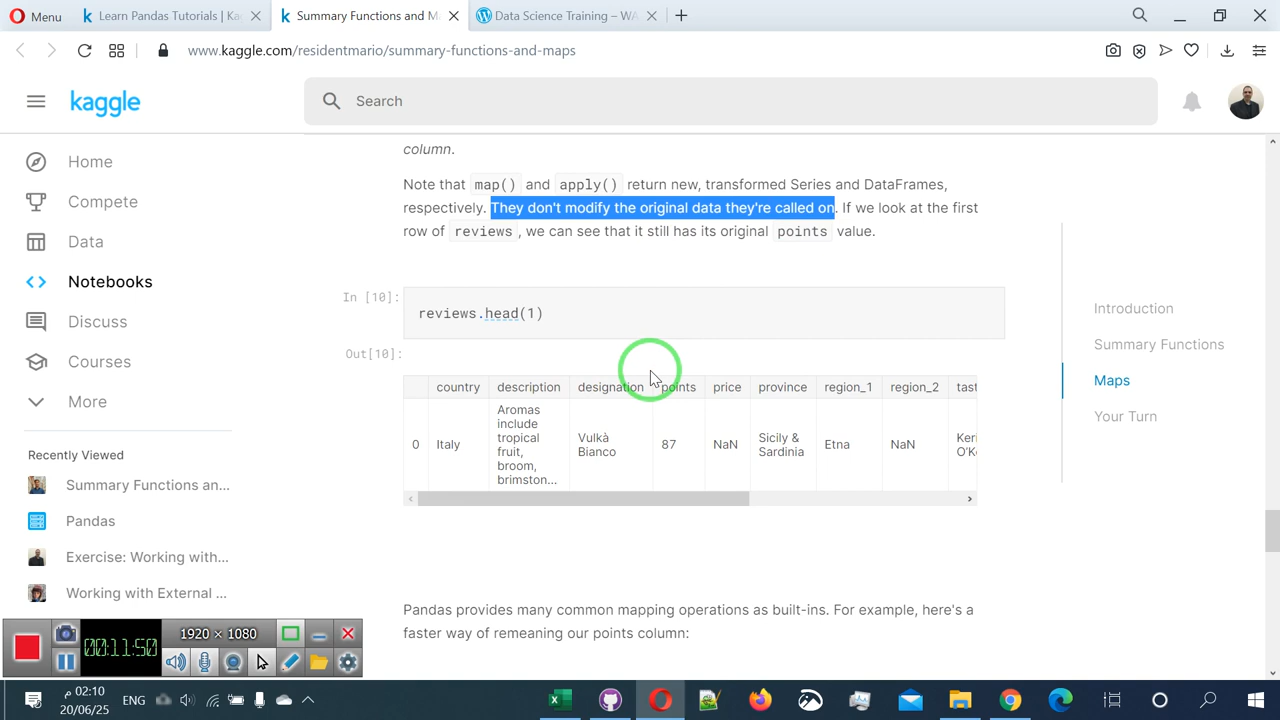 Menu
Learn Pandas Tutorials | Ka
Summary Functions and M
Data Science Training – WA
www.kaggle.com/residentmario/summary-functions-and-maps
kaggle
Search
Home
Compete
Data
Notebooks
Discuss
Courses
More
Recently Viewed
Summary Functions an...
Pandas
Exercise: Working with...
Working with External ...
column.
Note that map() and apply() return new, transformed Series and DataFrames,
respectively. They don't modify the original data they're called on. If we look at the first
row of reviews , we can see that it still has its original points value.
In [10]:
reviews.head(1)
Out[10]:
country description designation points price province region_1 region_2 tast
0 Italy Aromas include tropical fruit, broom, brimston... Vulkà Bianco 87 NaN Sicily & Sardinia Etna NaN Keri O'Ke
Pandas provides many common mapping operations as built-ins. For example, here's a
faster way of remeaning our points column:
Introduction
Summary Functions
Maps
Your Turn
00:11:50
1920 × 1080
02:10 م
20/06/25
ENG